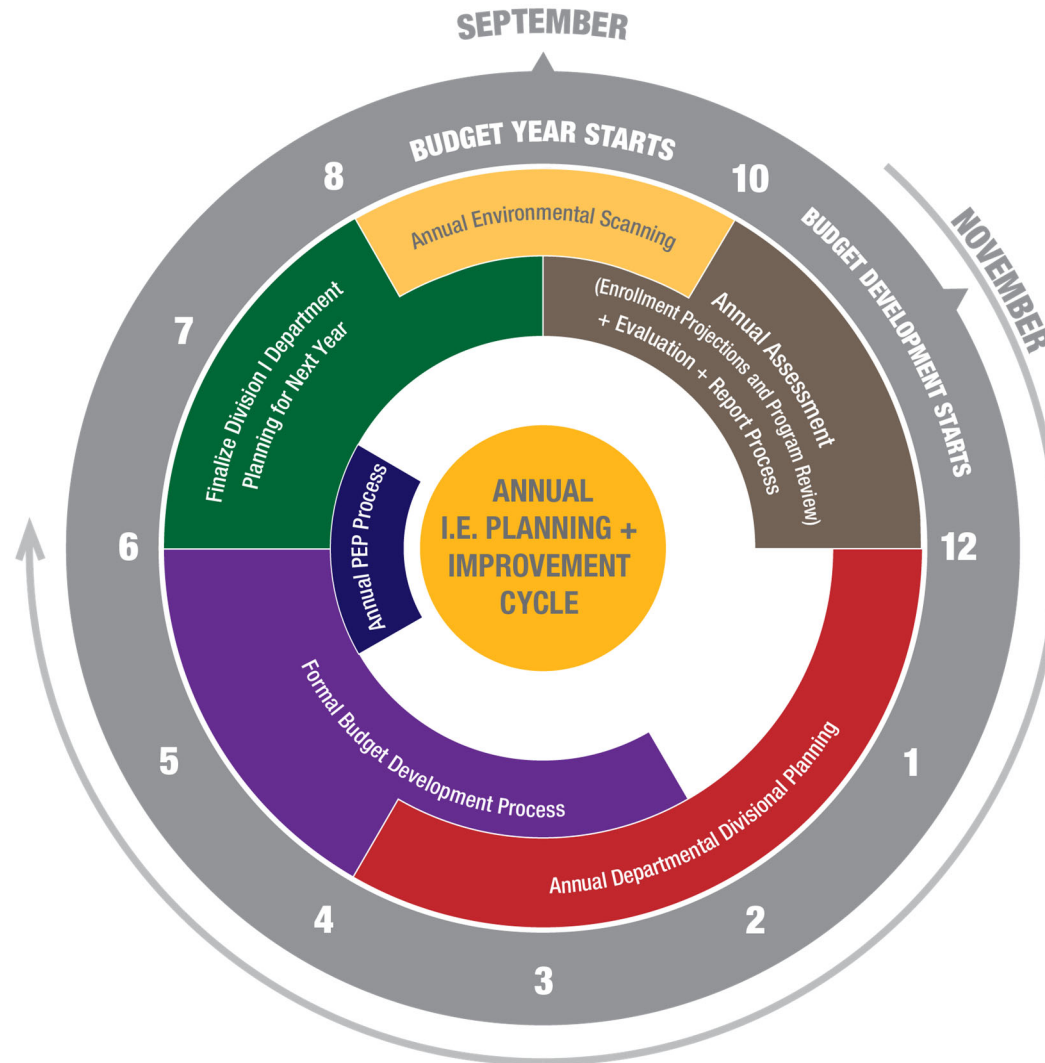 SEPTEMBER
BUDGET YEAR STARTS
8
10
NOVEMBER
BUDGET DEVELOPMENT STARTS
7
6
12
5
1
4
2
3
Annual Environmental Scanning
Annual Assessment
(Enrollment Projections and Program Review)
+ Evaluation + Report Process
Finalize Division I Department
Planning for Next Year
Annual PEP Process
ANNUAL
I.E. PLANNING +
IMPROVEMENT
CYCLE
Formal Budget Development Process
Annual Departmental Divisional Planning